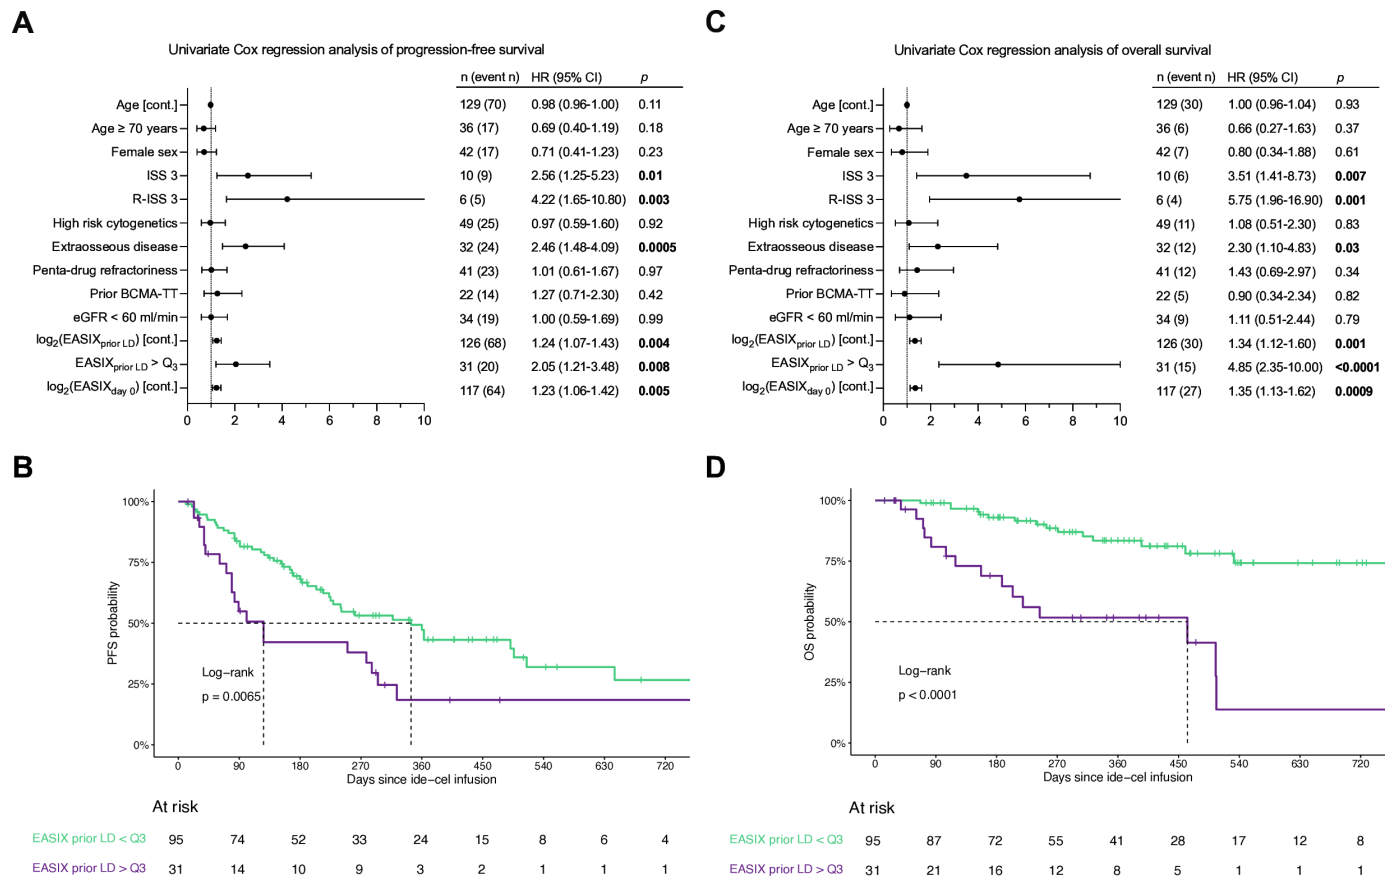 A
Univariate Cox regression analysis of progression-free survival
n (event n) HR (95% CI) p
Age [cont.] 129 (70) 0.98 (0.96-1.00) 0.11
Age ≥ 70 years 36 (17) 0.69 (0.40-1.19) 0.18
Female sex 42 (17) 0.71 (0.41-1.23) 0.23
ISS 3 10 (9) 2.56 (1.25-5.23) 0.01
R-ISS 3 6 (5) 4.22 (1.65-10.80) 0.003
High risk cytogenetics 49 (25) 0.97 (0.59-1.60) 0.92
Extraosseous disease 32 (24) 2.46 (1.48-4.09) 0.0005
Penta-drug refractoriness 41 (23) 1.01 (0.61-1.67) 0.97
Prior BCMA-TT 22 (14) 1.27 (0.71-2.30) 0.42
eGFR < 60 ml/min 34 (19) 1.00 (0.59-1.69) 0.99
log2(EASIXprior LD) [cont.] 126 (68) 1.24 (1.07-1.43) 0.004
EASIXprior LD > Q3 31 (20) 2.05 (1.21-3.48) 0.008
log2(EASIXday 0) [cont.] 117 (64) 1.23 (1.06-1.42) 0.005
0 2 4 6 8 10
C
Univariate Cox regression analysis of overall survival
n (event n) HR (95% CI) p
Age [cont.] 129 (30) 1.00 (0.96-1.04) 0.93
Age ≥ 70 years 36 (6) 0.66 (0.27-1.63) 0.37
Female sex 42 (7) 0.80 (0.34-1.88) 0.61
ISS 3 10 (6) 3.51 (1.41-8.73) 0.007
R-ISS 3 6 (4) 5.75 (1.96-16.90) 0.001
High risk cytogenetics 49 (11) 1.08 (0.51-2.30) 0.83
Extraosseous disease 32 (12) 2.30 (1.10-4.83) 0.03
Penta-drug refractoriness 41 (12) 1.43 (0.69-2.97) 0.34
Prior BCMA-TT 22 (5) 0.90 (0.34-2.34) 0.82
eGFR < 60 ml/min 34 (9) 1.11 (0.51-2.44) 0.79
log2(EASIXprior LD) [cont.] 126 (30) 1.34 (1.12-1.60) 0.001
EASIXprior LD > Q3 31 (15) 4.85 (2.35-10.00) <0.0001
log2(EASIXday 0) [cont.] 117 (27) 1.35 (1.13-1.62) 0.0009
0 2 4 6 8 10
B
PFS probability
100%
75%
50%
25%
0%
Log-rank
p = 0.0065
0 90 180 270 360 450 540 630 720
Days since ide-cel infusion
At risk
EASIX prior LD < Q3 95 74 52 33 24 15 8 6 4
EASIX prior LD > Q3 31 14 10 9 3 2 1 1 1
D
OS probability
100%
75%
50%
25%
0%
Log-rank
p < 0.0001
0 90 180 270 360 450 540 630 720
Days since ide-cel infusion
At risk
EASIX prior LD < Q3 95 87 72 55 41 28 17 12 8
EASIX prior LD > Q3 31 21 16 12 8 5 1 1 1